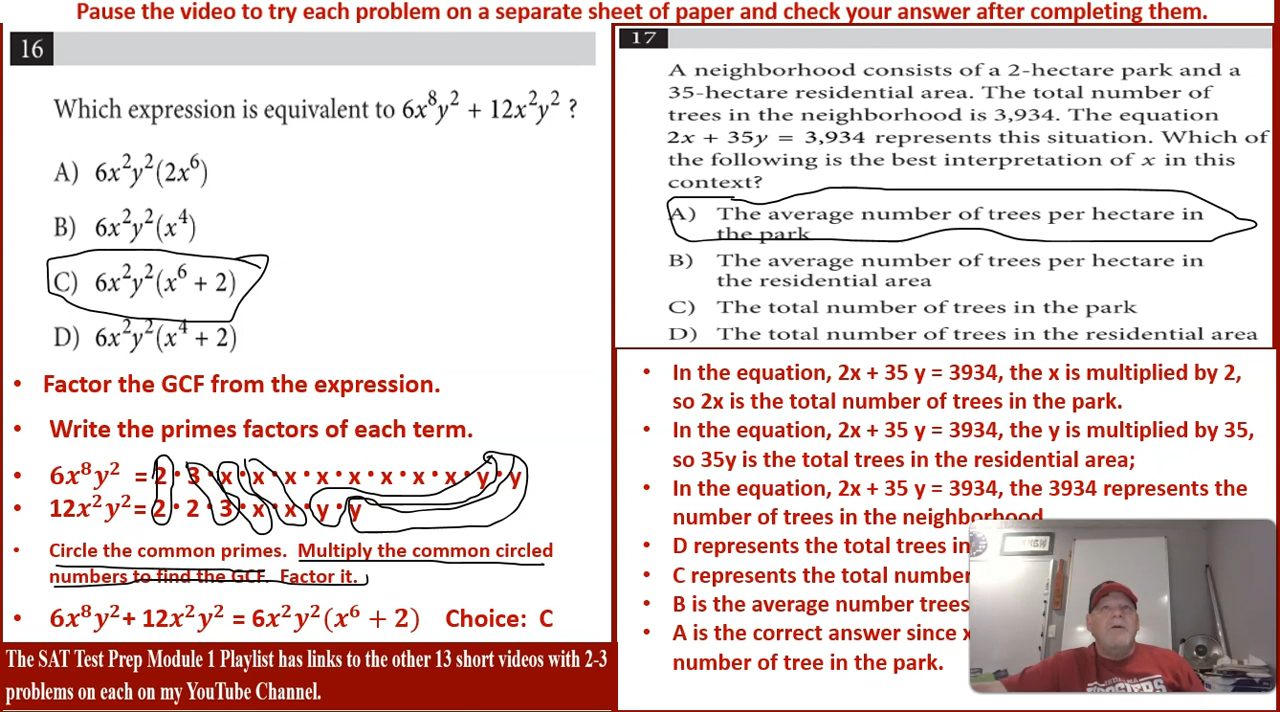 Pause the video to try each problem on a separate sheet of paper and check your answer after completing them.
16
Which expression is equivalent to 6x⁸y² + 12x²y² ?
A) 6x²y²(2x⁶)
B) 6x²y²(x⁴)
C) 6x²y²(x⁶ + 2)
D) 6x²y²(x⁴ + 2)
• Factor the GCF from the expression.
• Write the primes factors of each term.
• 6x⁸y² = 2 · 3 · x · x · x · x · x · x · x · x · y · y
• 12x²y² = 2 · 2 · 3 · x · x · y · y
• Circle the common primes. Multiply the common circled
numbers to find the GCF. Factor it.
• 6x⁸y² + 12x²y² = 6x²y²(x⁶ + 2) Choice: C
The SAT Test Prep Module 1 Playlist has links to the other 13 short videos with 2-3
problems on each on my YouTube Channel.
17
A neighborhood consists of a 2-hectare park and a
35-hectare residential area. The total number of
trees in the neighborhood is 3,934. The equation
2x + 35y = 3,934 represents this situation. Which of
the following is the best interpretation of x in this
context?
A) The average number of trees per hectare in
the park
B) The average number of trees per hectare in
the residential area
C) The total number of trees in the park
D) The total number of trees in the residential area
• In the equation, 2x + 35 y = 3934, the x is multiplied by 2,
so 2x is the total number of trees in the park.
• In the equation, 2x + 35 y = 3934, the y is multiplied by 35,
so 35y is the total trees in the residential area;
• In the equation, 2x + 35 y = 3934, the 3934 represents the
number of trees in the neighborhood
• D represents the total trees in
• C represents the total number
• B is the average number trees
• A is the correct answer since x
number of tree in the park.
INDIANA
HOOSIERS